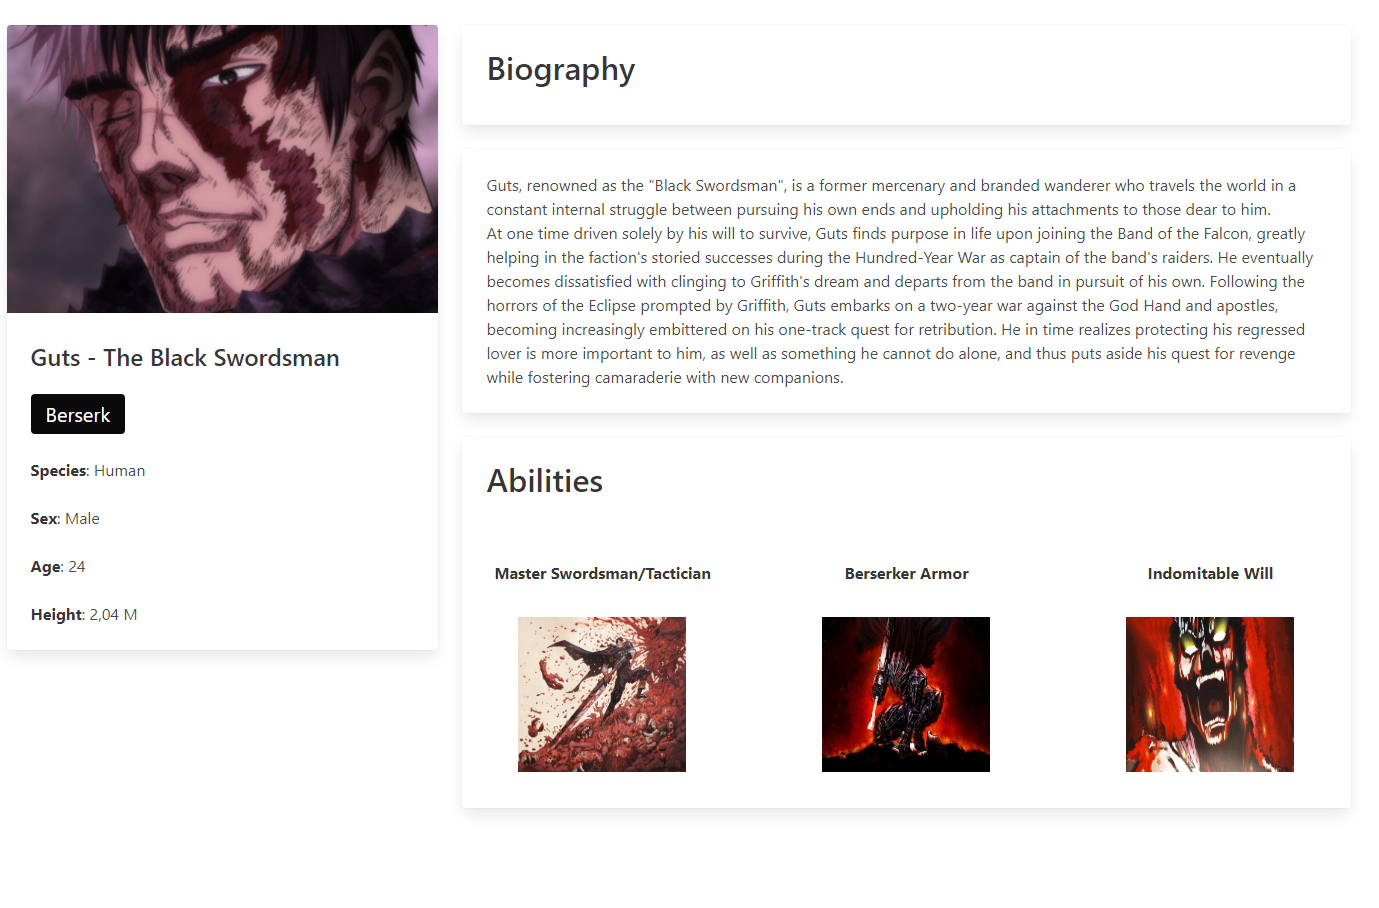 Guts - The Black Swordsman
Berserk
Species: Human
Sex: Male
Age: 24
Height: 2,04 M
Biography
Guts, renowned as the "Black Swordsman", is a former mercenary and branded wanderer who travels the world in a
constant internal struggle between pursuing his own ends and upholding his attachments to those dear to him.
At one time driven solely by his will to survive, Guts finds purpose in life upon joining the Band of the Falcon, greatly
helping in the faction's storied successes during the Hundred-Year War as captain of the band's raiders. He eventually
becomes dissatisfied with clinging to Griffith's dream and departs from the band in pursuit of his own. Following the
horrors of the Eclipse prompted by Griffith, Guts embarks on a two-year war against the God Hand and apostles,
becoming increasingly embittered on his one-track quest for retribution. He in time realizes protecting his regressed
lover is more important to him, as well as something he cannot do alone, and thus puts aside his quest for revenge
while fostering camaraderie with new companions.
Abilities
Master Swordsman/Tactician
Berserker Armor
Indomitable Will